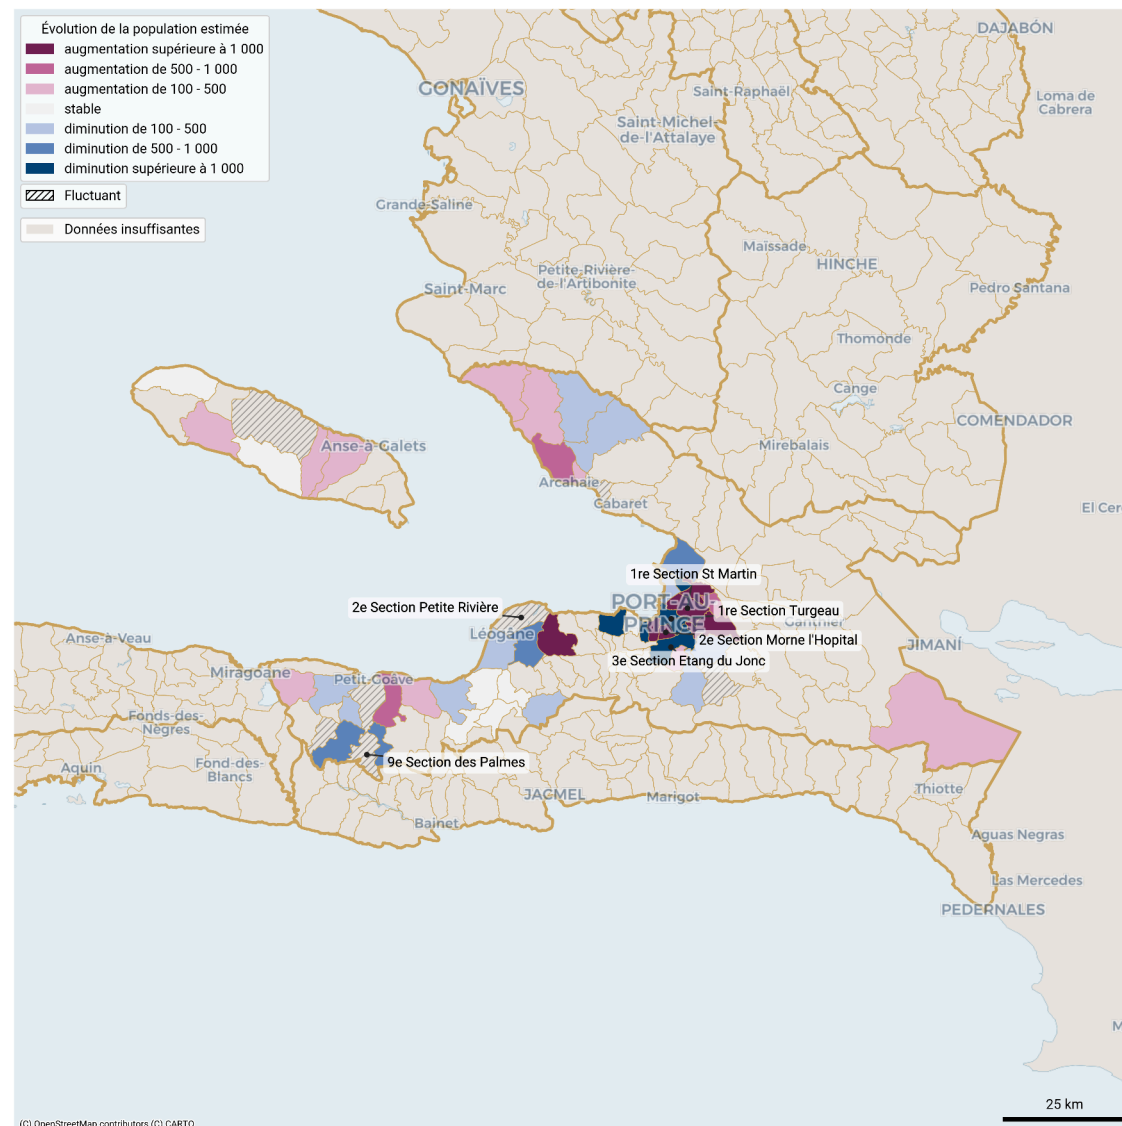 Évolution de la population estimée
augmentation supérieure à 1 000
augmentation de 500 - 1 000
augmentation de 100 - 500
stable
diminution de 100 - 500
diminution de 500 - 1 000
diminution supérieure à 1 000
Fluctuant
Données insuffisantes
DAJABÓN
GONAÏVES
Saint-Raphaël
Loma de
Cabrera
Saint-Michel-
de-l'Attalaye
Grande-Saline
Maïssade
HINCHE
Petite-Rivière-
de-l'Artibonite
Saint-Marc
Pedro Santana
Thomonde
Cange
COMENDADOR
Anse-à-Galets
Mirebalais
Arcahaie
Cabaret
El Cer
1re Section St Martin
PORT-AU-
PRINCE
2e Section Petite Rivière
1re Section Turgeau
Ganthier
Léogâne
2e Section Morne l'Hopital
Anse-à-Veau
JIMANÍ
3e Section Etang du Jonc
Miragoâne
Petit-Goâve
Fonds-des-
Nègres
9e Section des Palmes
Aquin
Fond-des-
Blancs
JACMEL
Marigot
Thiotte
Bainet
Aguas Negras
Las Mercedes
PEDERNALES
M
25 km
(C) OpenStreetMap contributors (C) CARTO